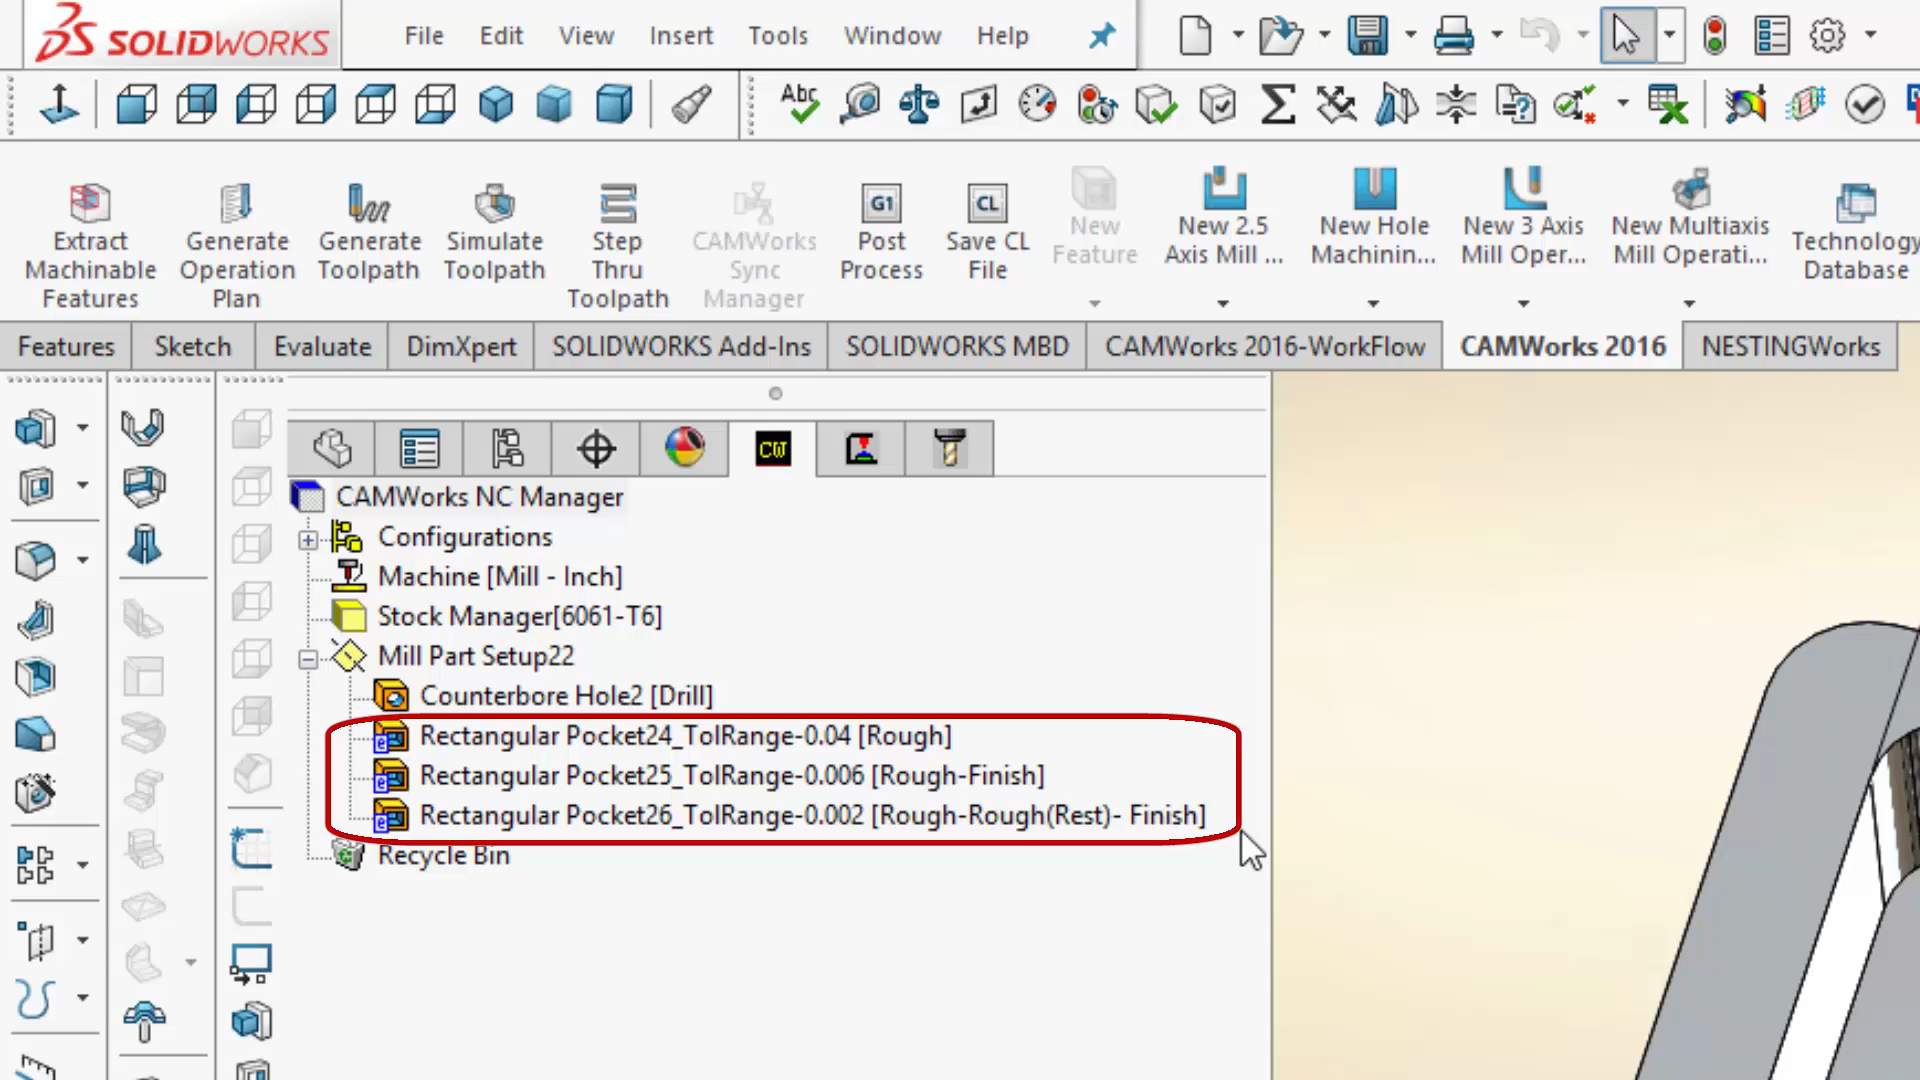 SOLIDWORKS File Edit View Insert Tools Window Help
Abc
Extract Machinable Features
Generate Operation Plan
Generate Toolpath
Simulate Toolpath
Step Thru Toolpath
CAMWorks Sync Manager
G1 Post Process
CL Save CL File
New Feature
New 2.5 Axis Mill ...
New Hole Machinin...
New 3 Axis Mill Oper...
New Multiaxis Mill Operati...
Technology Database
Features Sketch Evaluate DimXpert SOLIDWORKS Add-Ins SOLIDWORKS MBD CAMWorks 2016-WorkFlow CAMWorks 2016 NESTINGWorks
CW
CAMWorks NC Manager
Configurations
Machine [Mill - Inch]
Stock Manager[6061-T6]
Mill Part Setup22
Counterbore Hole2 [Drill]
Rectangular Pocket24_TolRange-0.04 [Rough]
Rectangular Pocket25_TolRange-0.006 [Rough-Finish]
Rectangular Pocket26_TolRange-0.002 [Rough-Rough(Rest)- Finish]
Recycle Bin